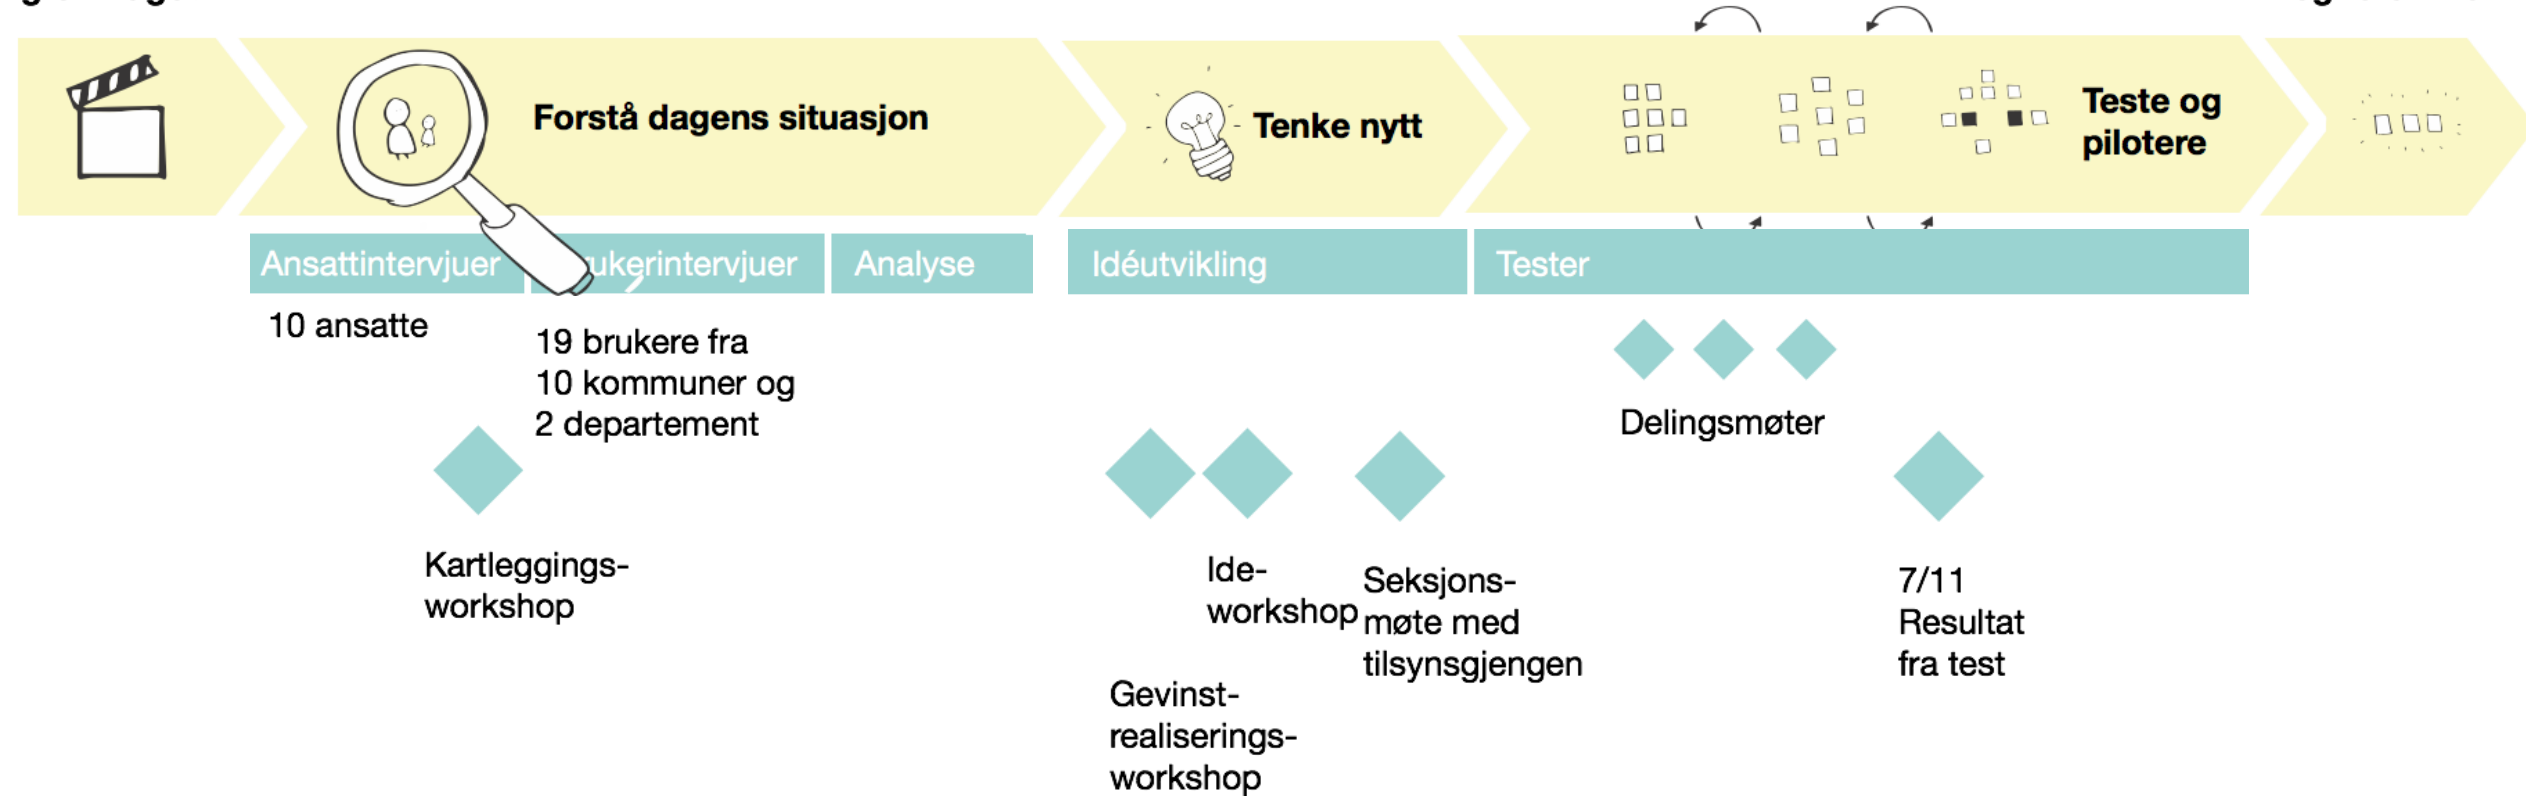 Forstå dagens situasjon
Tenke nytt
Teste og
pilotere
Ansattintervjuer
Analyse
Idéutvikling
Tester
10 ansatte
19 brukere fra
10 kommuner og
2 departement
Delingsmøter
Kartleggings-
workshop
Ide-
workshop
Seksjons-
møte med
tilsynsgjengen
7/11
Resultat
fra test
Gevinst-
realiserings-
workshop